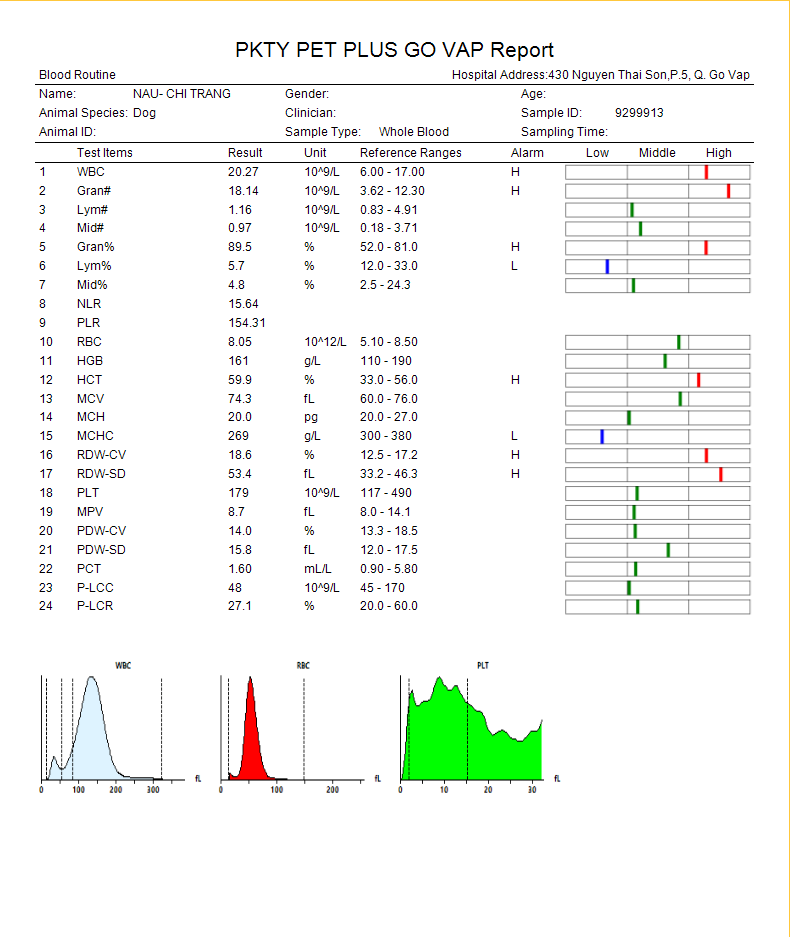 PKTY PET PLUS GO VAP Report
Blood Routine Hospital Address:430 Nguyen Thai Son,P.5, Q. Go Vap
Name: NAU- CHI TRANG Gender: Age:
Animal Species: Dog Clinician: Sample ID: 9299913
Animal ID: Sample Type: Whole Blood Sampling Time:
Test Items Result Unit Reference Ranges Alarm Low Middle High
1 WBC 20.27 10^9/L 6.00 - 17.00 H
2 Gran# 18.14 10^9/L 3.62 - 12.30 H
3 Lym# 1.16 10^9/L 0.83 - 4.91
4 Mid# 0.97 10^9/L 0.18 - 3.71
5 Gran% 89.5 % 52.0 - 81.0 H
6 Lym% 5.7 % 12.0 - 33.0 L
7 Mid% 4.8 % 2.5 - 24.3
8 NLR 15.64
9 PLR 154.31
10 RBC 8.05 10^12/L 5.10 - 8.50
11 HGB 161 g/L 110 - 190
12 HCT 59.9 % 33.0 - 56.0 H
13 MCV 74.3 fL 60.0 - 76.0
14 MCH 20.0 pg 20.0 - 27.0
15 MCHC 269 g/L 300 - 380 L
16 RDW-CV 18.6 % 12.5 - 17.2 H
17 RDW-SD 53.4 fL 33.2 - 46.3 H
18 PLT 179 10^9/L 117 - 490
19 MPV 8.7 fL 8.0 - 14.1
20 PDW-CV 14.0 % 13.3 - 18.5
21 PDW-SD 15.8 fL 12.0 - 17.5
22 PCT 1.60 mL/L 0.90 - 5.80
23 P-LCC 48 10^9/L 45 - 170
24 P-LCR 27.1 % 20.0 - 60.0
WBC RBC PLT
fL fL fL
0 100 200 300 0 100 200 0 10 20 30